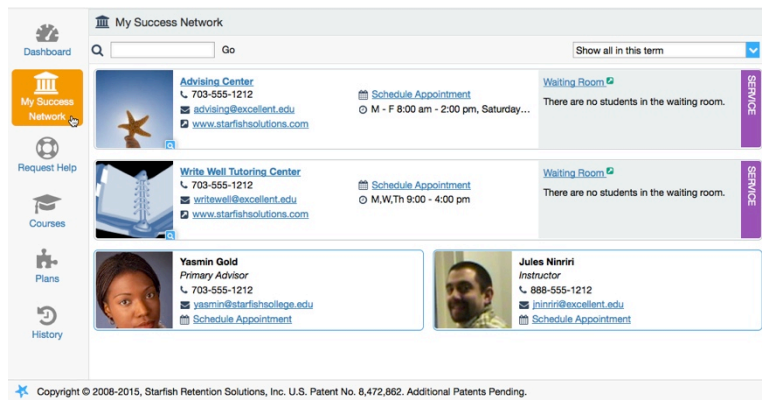 My Success Network
Dashboard
Go
Show all in this term
My Success
Network
Request Help
Courses
Plans
History
Advising Center
703-555-1212
advising@excellent.edu
www.starfishsolutions.com
Schedule Appointment
M - F 8:00 am - 2:00 pm, Saturday...
Waiting Room
There are no students in the waiting room.
SERVICE
Write Well Tutoring Center
703-555-1212
writewell@excellent.edu
www.starfishsolutions.com
Schedule Appointment
M,W,Th 9:00 - 4:00 pm
Waiting Room
There are no students in the waiting room.
SERVICE
Yasmin Gold
Primary Advisor
703-555-1212
yasmin@starfishsollege.edu
Schedule Appointment
Jules Ninriri
Instructor
888-555-1212
jninriri@excellent.edu
Schedule Appointment
Copyright © 2008-2015, Starfish Retention Solutions, Inc. U.S. Patent No. 8,472,862. Additional Patents Pending.